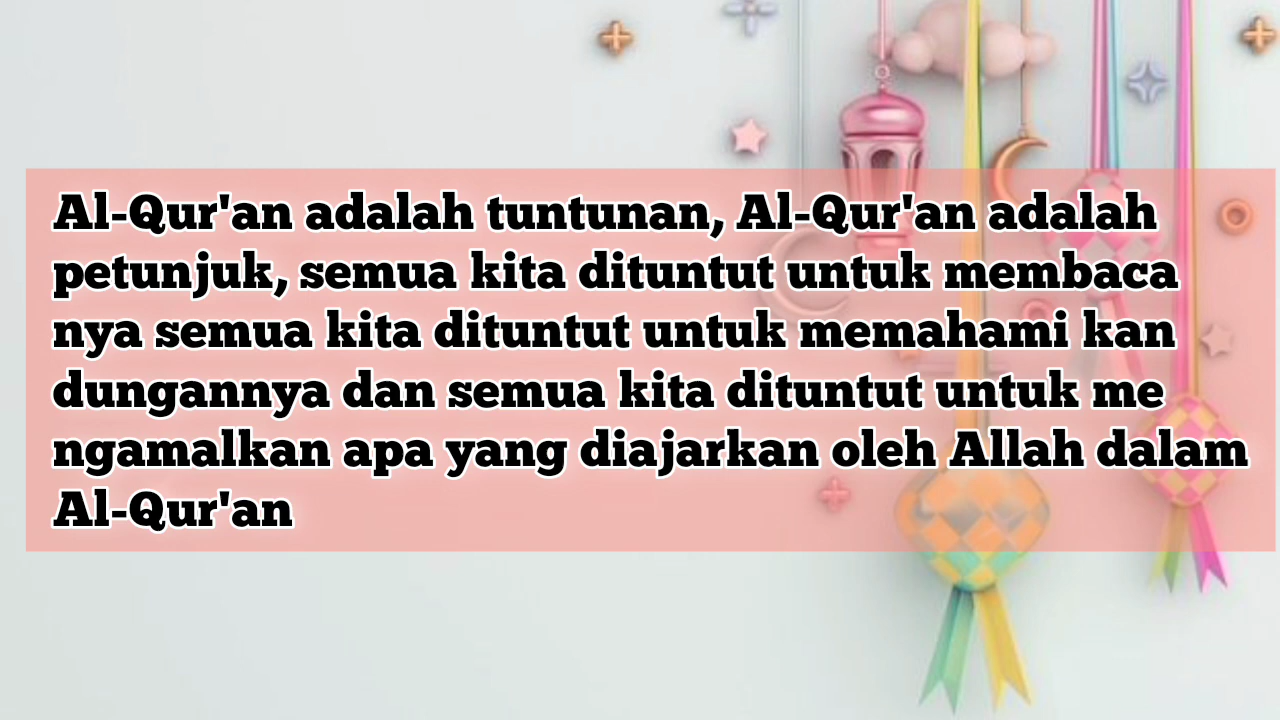 Al-Qur'an adalah tuntunan, Al-Qur'an adalah
petunjuk, semua kita dituntut untuk membaca
nya semua kita dituntut untuk memahami kan
dungannya dan semua kita dituntut untuk me
ngamalkan apa yang diajarkan oleh Allah dalam
Al-Qur'an